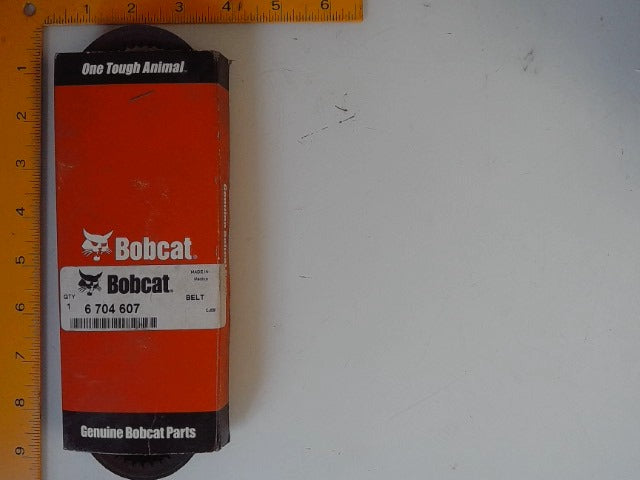 1 2 3 4 5 6
1
2
3
4
5
6
7
8
9
One Tough Animal
Bobcat
Bobcat
MADE IN
Mexico
QTY
1
6 704 607
BELT
Genuine Bobcat Parts